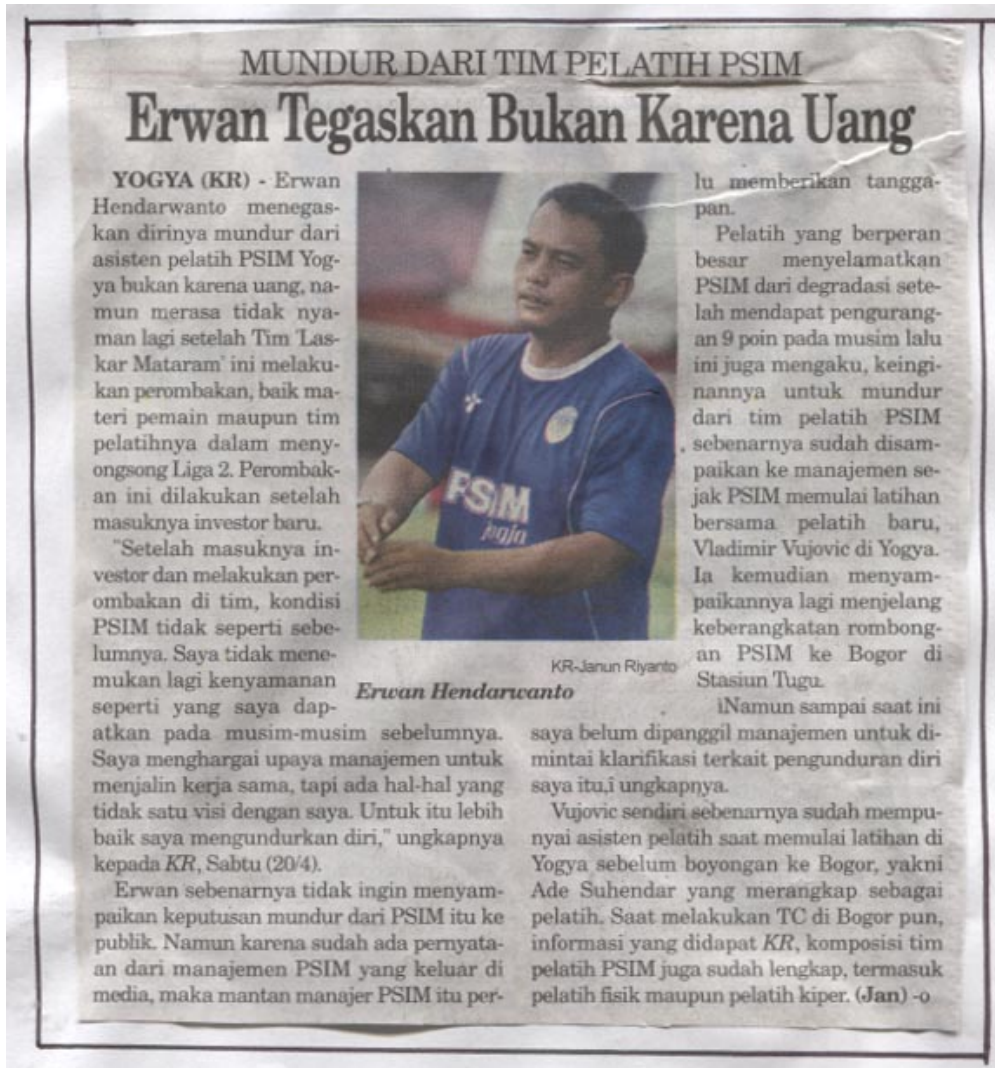 MUNDUR DARI TIM PELATIH PSIM
Erwan Tegaskan Bukan Karena Uang
YOGYA (KR) - Erwan
Hendarwanto menegas-
kan dirinya mundur dari
asisten pelatih PSIM Yog-
ya bukan karena uang, na-
mun merasa tidak nya-
man lagi setelah Tim 'Las-
kar Mataram' ini melaku-
kan perombakan, baik ma-
teri pemain maupun tim
pelatihnya dalam meny-
ongsong Liga 2. Perombak-
an ini dilakukan setelah
masuknya investor baru.
"Setelah masuknya in-
vestor dan melakukan per-
ombakan di tim, kondisi
PSIM tidak seperti sebe-
lumnya. Saya tidak mene-
mukan lagi kenyamanan
seperti yang saya dap-
atkan pada musim-musim sebelumnya.
Saya menghargai upaya manajemen untuk
menjalin kerja sama, tapi ada hal-hal yang
tidak satu visi dengan saya. Untuk itu lebih
baik saya mengundurkan diri," ungkapnya
kepada KR, Sabtu (20/4).
Erwan sebenarnya tidak ingin menyam-
paikan keputusan mundur dari PSIM itu ke
publik. Namun karena sudah ada pernyata-
an dari manajemen PSIM yang keluar di
media, maka mantan manajer PSIM itu per-
PSIM
jogja
KR-Janun Riyanto
Erwan Hendarwanto
lu memberikan tangga-
pan.
Pelatih yang berperan
besar menyelamatkan
PSIM dari degradasi sete-
lah mendapat pengurang-
an 9 poin pada musim lalu
ini juga mengaku, keingi-
nannya untuk mundur
dari tim pelatih PSIM
sebenarnya sudah disam-
paikan ke manajemen se-
jak PSIM memulai latihan
bersama pelatih baru,
Vladimir Vujovic di Yogya.
Ia kemudian menyam-
paikannya lagi menjelang
keberangkatan rombong-
an PSIM ke Bogor di
Stasiun Tugu.
ìNamun sampai saat ini
saya belum dipanggil manajemen untuk di-
mintai klarifikasi terkait pengunduran diri
saya itu,î ungkapnya.
Vujovic sendiri sebenarnya sudah mempu-
nyai asisten pelatih saat memulai latihan di
Yogya sebelum boyongan ke Bogor, yakni
Ade Suhendar yang merangkap sebagai
pelatih. Saat melakukan TC di Bogor pun,
informasi yang didapat KR, komposisi tim
pelatih PSIM juga sudah lengkap, termasuk
pelatih fisik maupun pelatih kiper. (Jan) -o